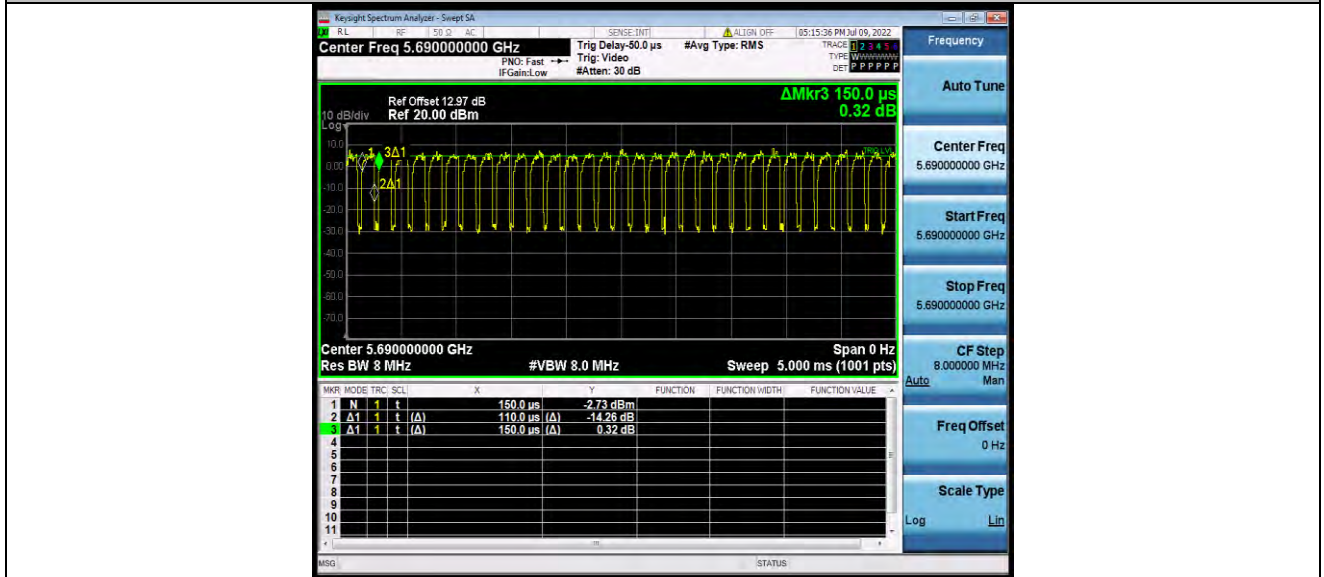 Keysight Spectrum Analyzer - Swept SA
RL RF 50 Ω AC SENSE:INT ALIGN OFF 05:15:36 PM Jul 09, 2022
Center Freq 5.690000000 GHz Trig Delay-50.0 µs #Avg Type: RMS TRACE 1 2 3 4 5 6
PNO: Fast Trig: Video TYPE WWWWWW
IFGain:Low #Atten: 30 dB DET P P P P P P
ΔMkr3 150.0 µs
0.32 dB
Ref Offset 12.97 dB
10 dB/div Ref 20.00 dBm
Log
10.0
0.00
-10.0
-20.0
-30.0
-40.0
-50.0
-60.0
-70.0
1 3Δ1
2Δ1
TRIG LVL
Center 5.690000000 GHz Span 0 Hz
Res BW 8 MHz #VBW 8.0 MHz Sweep 5.000 ms (1001 pts)
MKR MODE TRC SCL X Y FUNCTION FUNCTION WIDTH FUNCTION VALUE
1 N 1 t 150.0 µs -2.73 dBm
2 Δ1 1 t (Δ) 110.0 µs (Δ) -14.26 dB
3 Δ1 1 t (Δ) 150.0 µs (Δ) 0.32 dB
4
5
6
7
8
9
10
11
MSG STATUS
Frequency
Auto Tune
Center Freq
5.690000000 GHz
Start Freq
5.690000000 GHz
Stop Freq
5.690000000 GHz
CF Step
8.000000 MHz
Auto Man
Freq Offset
0 Hz
Scale Type
Log Lin